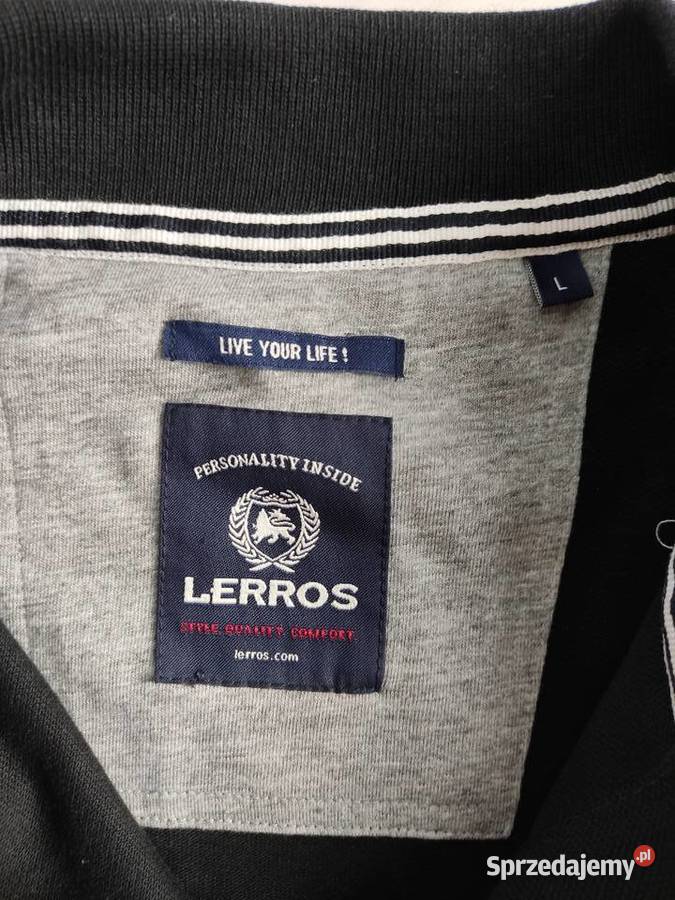 L
LIVE YOUR LIFE!
PERSONALITY INSIDE
LERROS
STYLE QUALITY COMFORT
lerros.com
Sprzedajemy.pl